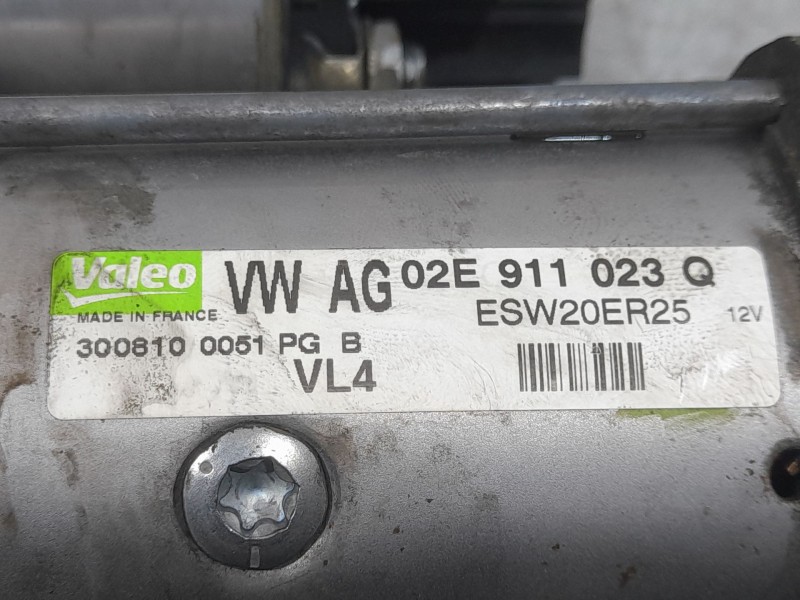 Valeo VW AG 02E 911 023 Q
MADE IN FRANCE ESW20ER25 12V
300810 0051 PG B
VL4